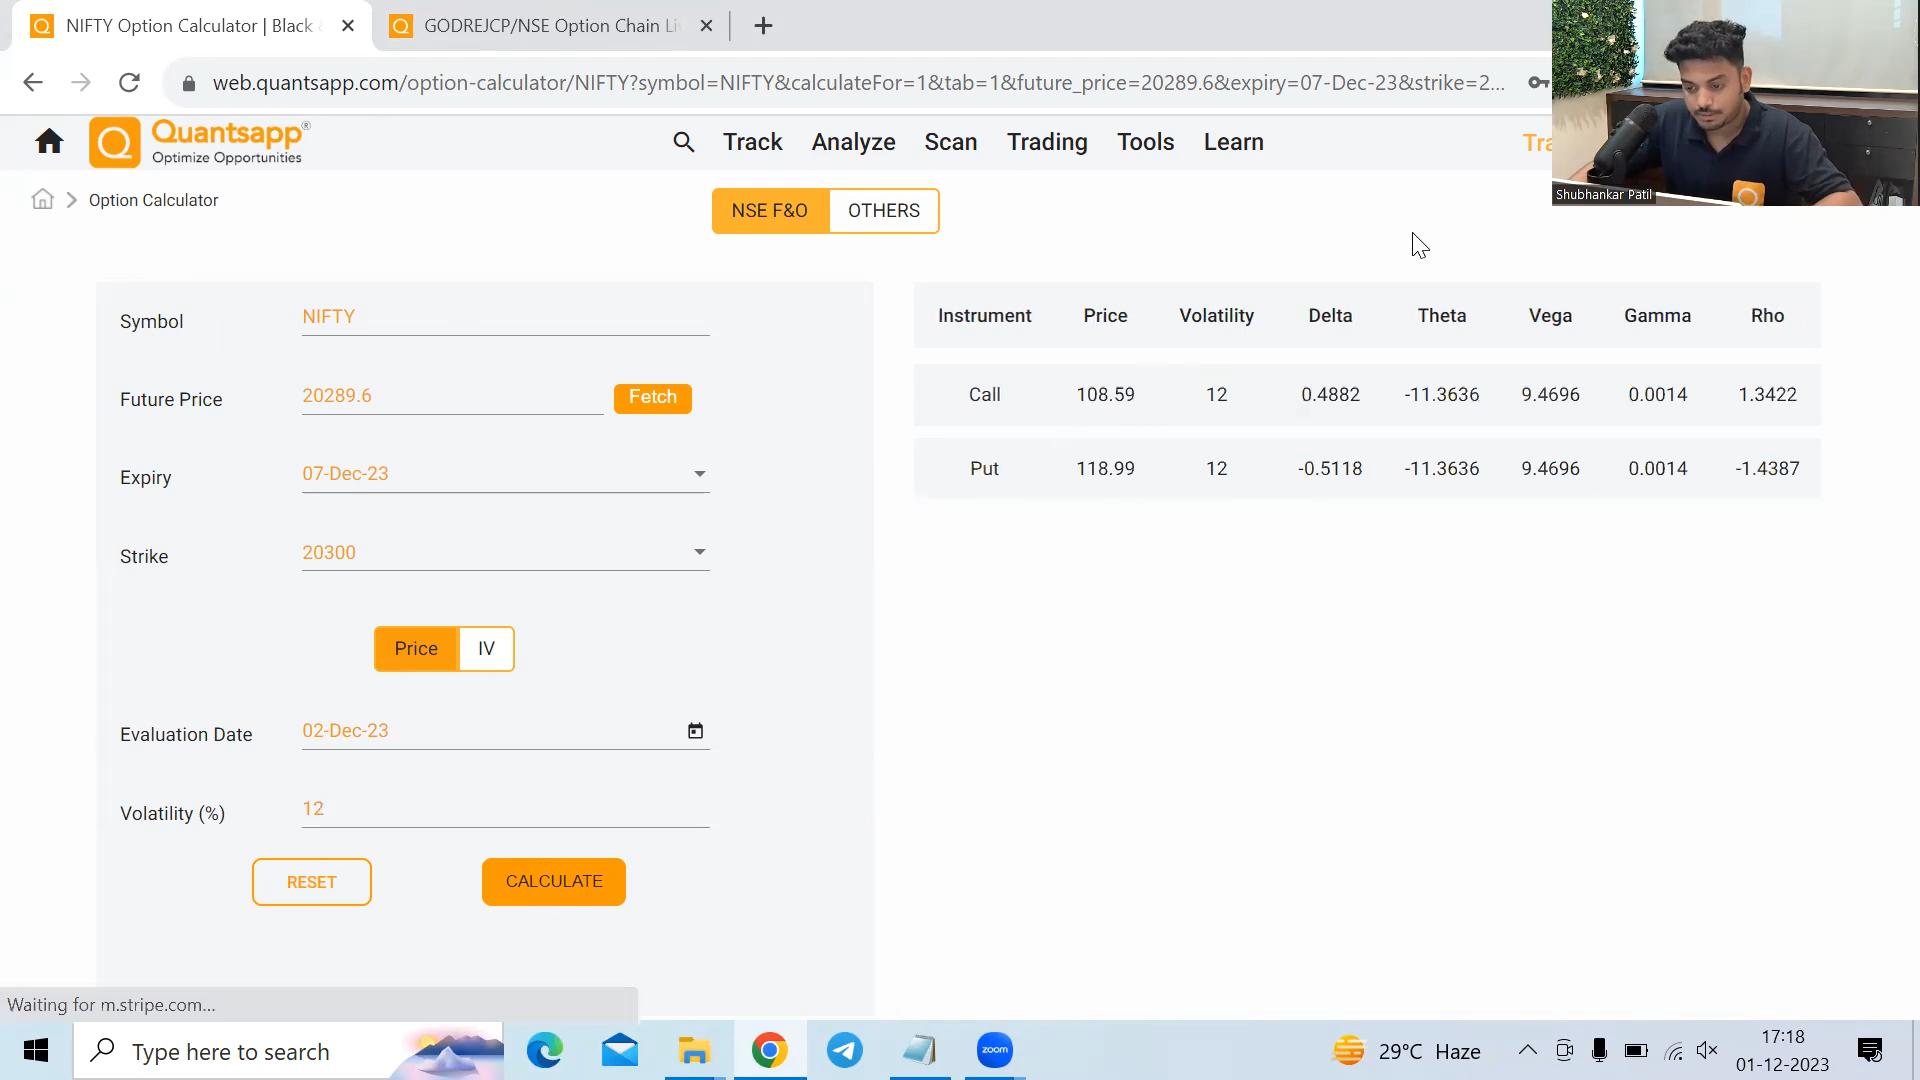 NIFTY Option Calculator | Black
GODREJCP/NSE Option Chain Li
web.quantsapp.com/option-calculator/NIFTY?symbol=NIFTY&calculateFor=1&tab=1&future_price=20289.6&expiry=07-Dec-23&strike=2...
Quantsapp®
Optimize Opportunities
Track Analyze Scan Trading Tools Learn
Tra
Shubhankar Patil
Option Calculator
NSE F&O OTHERS
Symbol NIFTY
Future Price 20289.6 Fetch
Expiry 07-Dec-23
Strike 20300
Price IV
Evaluation Date 02-Dec-23
Volatility (%) 12
RESET CALCULATE
Instrument Price Volatility Delta Theta Vega Gamma Rho
Call 108.59 12 0.4882 -11.3636 9.4696 0.0014 1.3422
Put 118.99 12 -0.5118 -11.3636 9.4696 0.0014 -1.4387
Waiting for m.stripe.com...
Type here to search
zoom
29°C Haze
17:18
01-12-2023